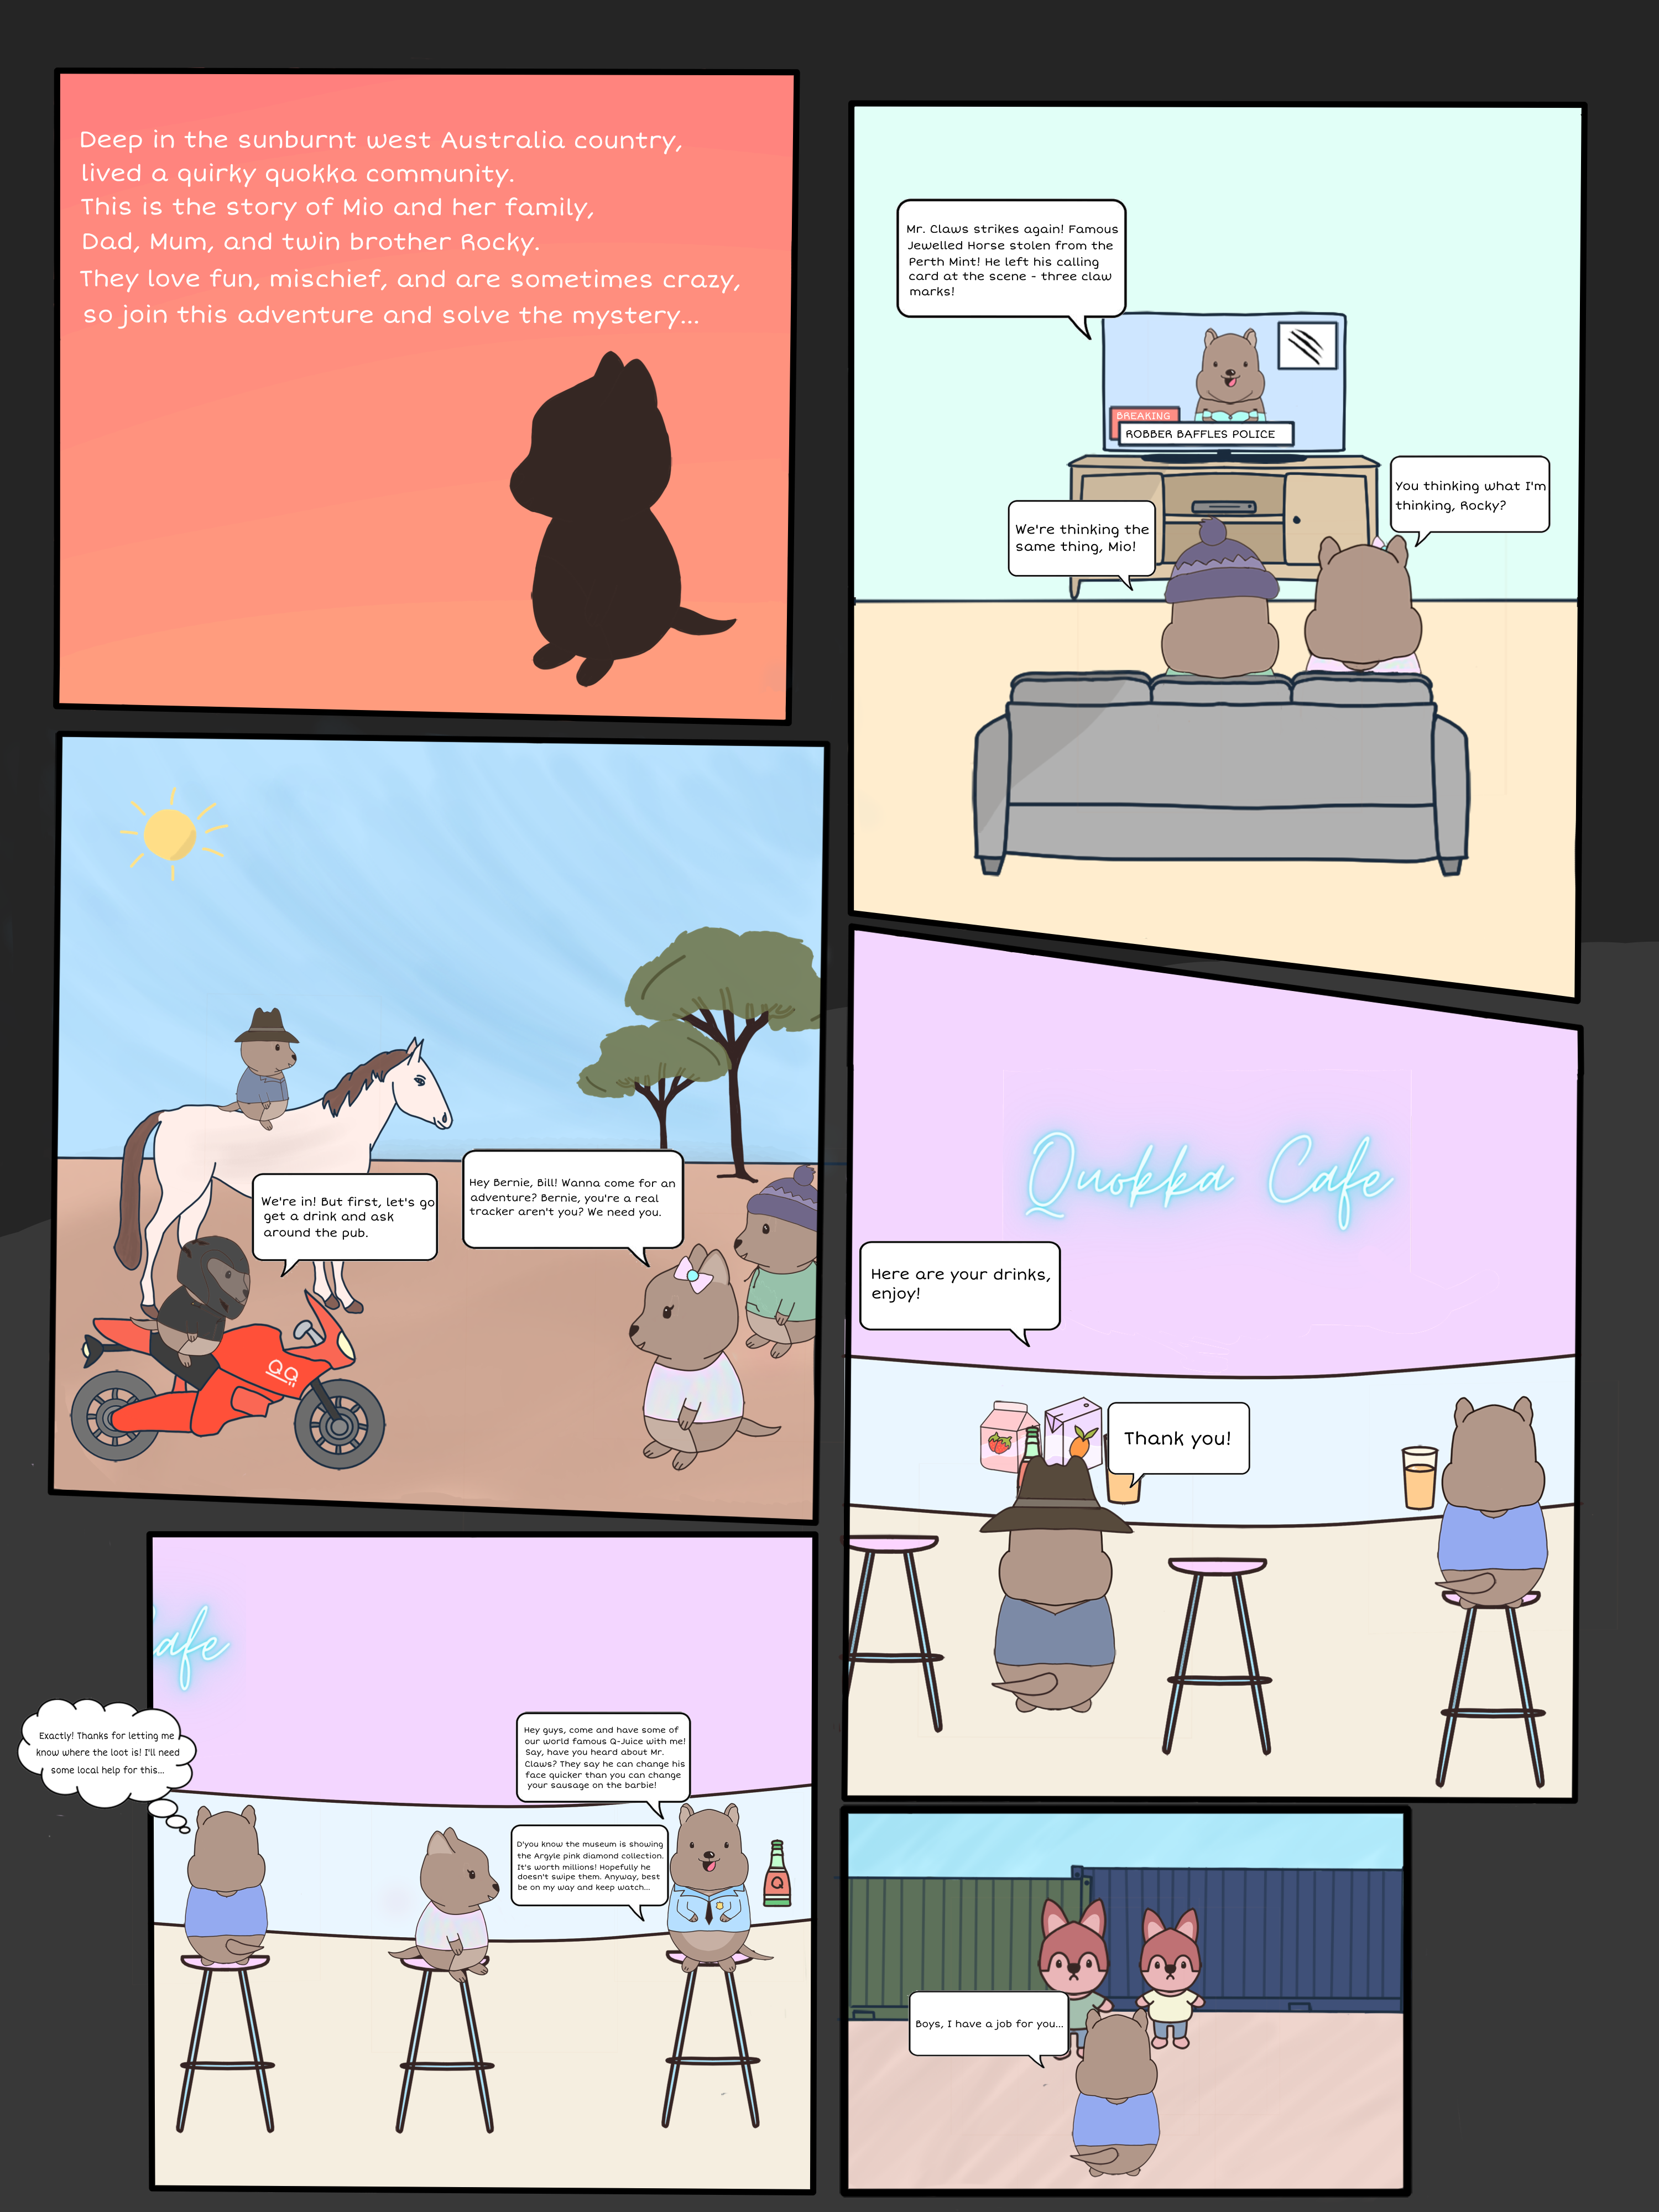 Deep in the sunburnt west Australia country,
lived a quirky quokka community.
This is the story of Mio and her family,
Dad, Mum, and twin brother Rocky.
They love fun, mischief, and are sometimes crazy,
so join this adventure and solve the mystery...
Mr. Claws strikes again! Famous
Jewelled Horse stolen from the
Perth Mint! He left his calling
card at the scene - three claw
marks!
BREAKING
ROBBER BAFFLES POLICE
You thinking what I'm
thinking, Rocky?
We're thinking the
same thing, Mio!
Hey Bernie, Bill! Wanna come for an
adventure? Bernie, you're a real
tracker aren't you? We need you.
We're in! But first, let's go
get a drink and ask
around the pub.
QQ
Quokka Cafe
Here are your drinks,
enjoy!
Thank you!
afe
Exactly! Thanks for letting me
know where the loot is! I'll need
some local help for this...
Hey guys, come and have some of
our world famous Q-Juice with me!
Say, have you heard about Mr.
Claws? They say he can change his
face quicker than you can change
your sausage on the barbie!
D'you know the museum is showing
the Argyle pink diamond collection.
It's worth millions! Hopefully he
doesn't swipe them. Anyway, best
be on my way and keep watch...
Q
Boys, I have a job for you...